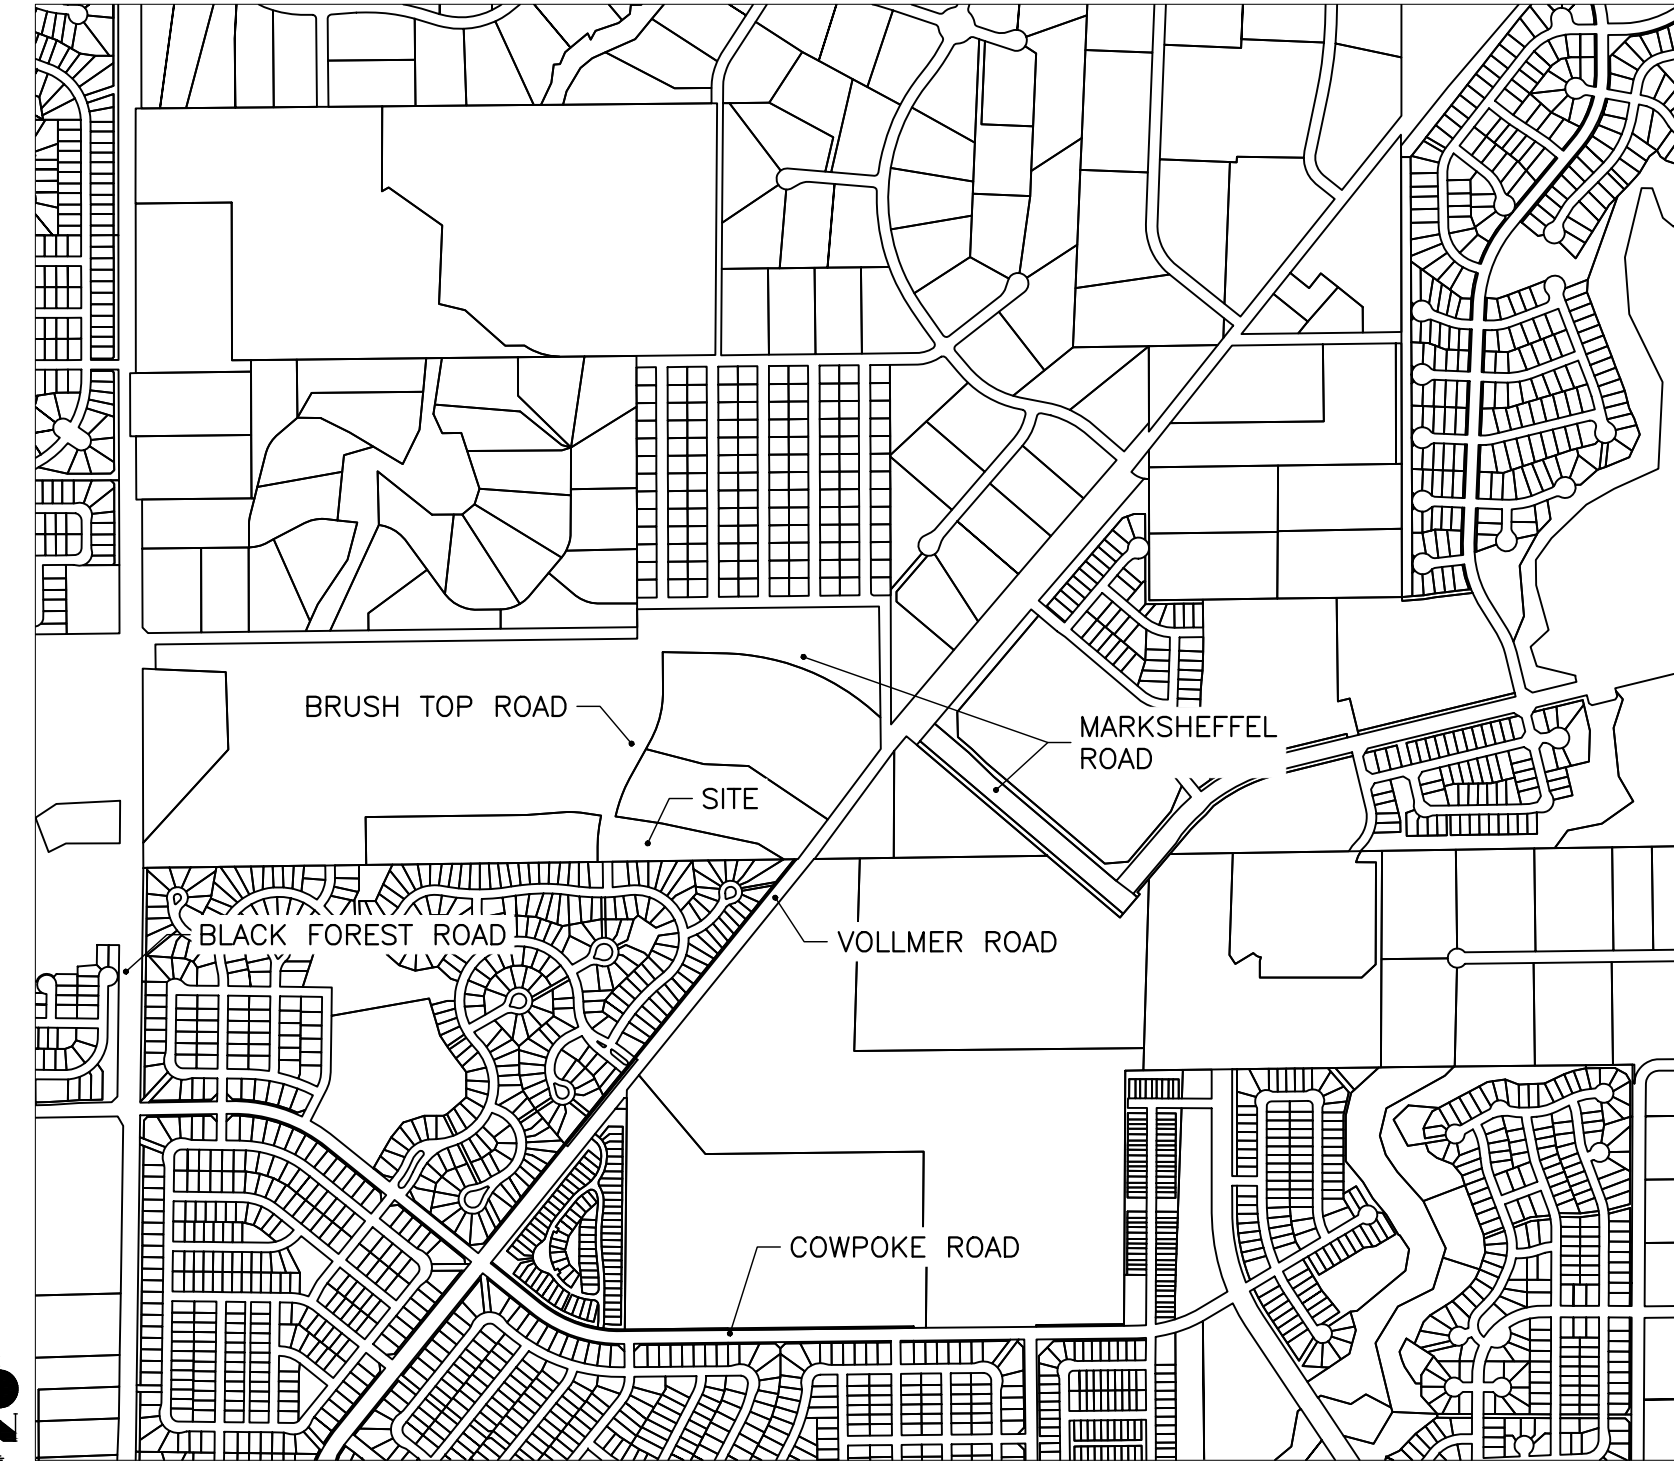 BRUSH TOP ROAD
MARKSHEFFEL
ROAD
SITE
BLACK FOREST ROAD
VOLLMER ROAD
COWPOKE ROAD